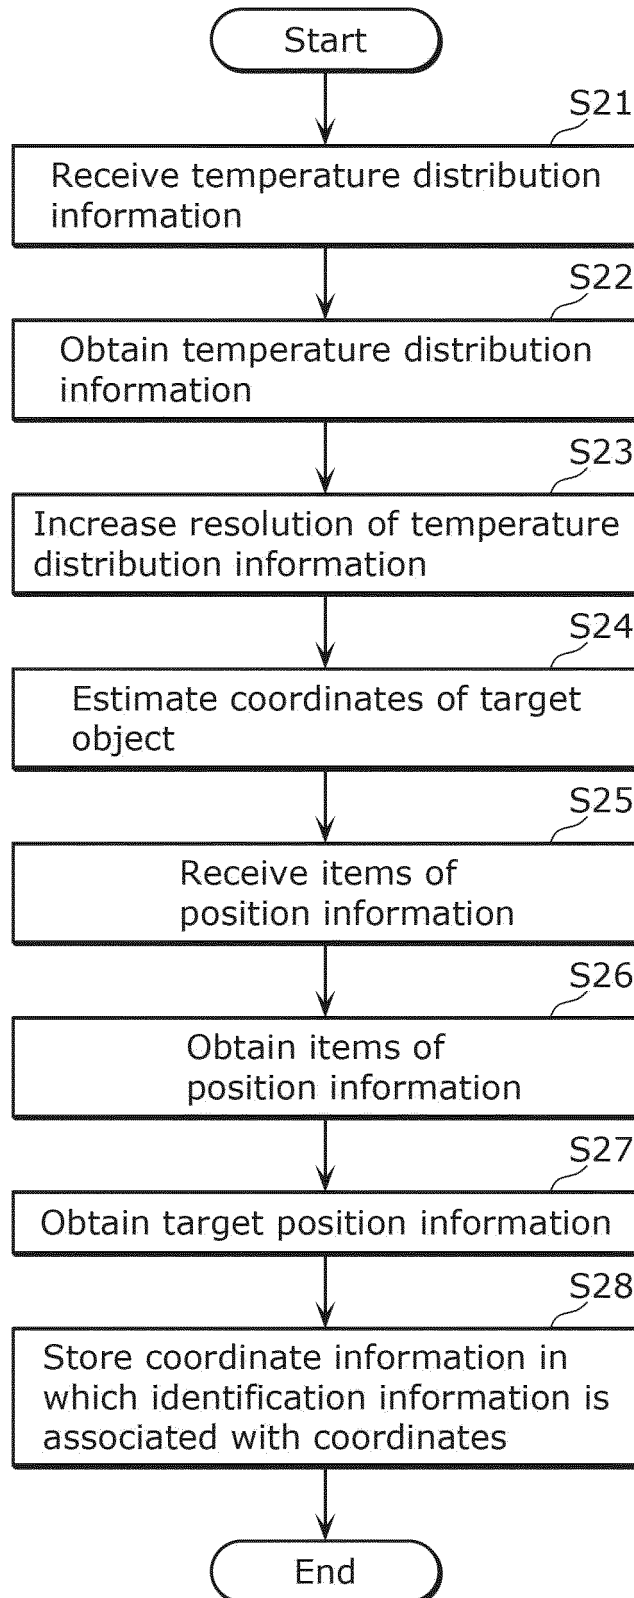 Start
S21
Receive temperature distribution
information
S22
Obtain temperature distribution
information
S23
Increase resolution of temperature
distribution information
S24
Estimate coordinates of target
object
S25
Receive items of
position information
S26
Obtain items of
position information
S27
Obtain target position information
S28
Store coordinate information in
which identification information is
associated with coordinates
End